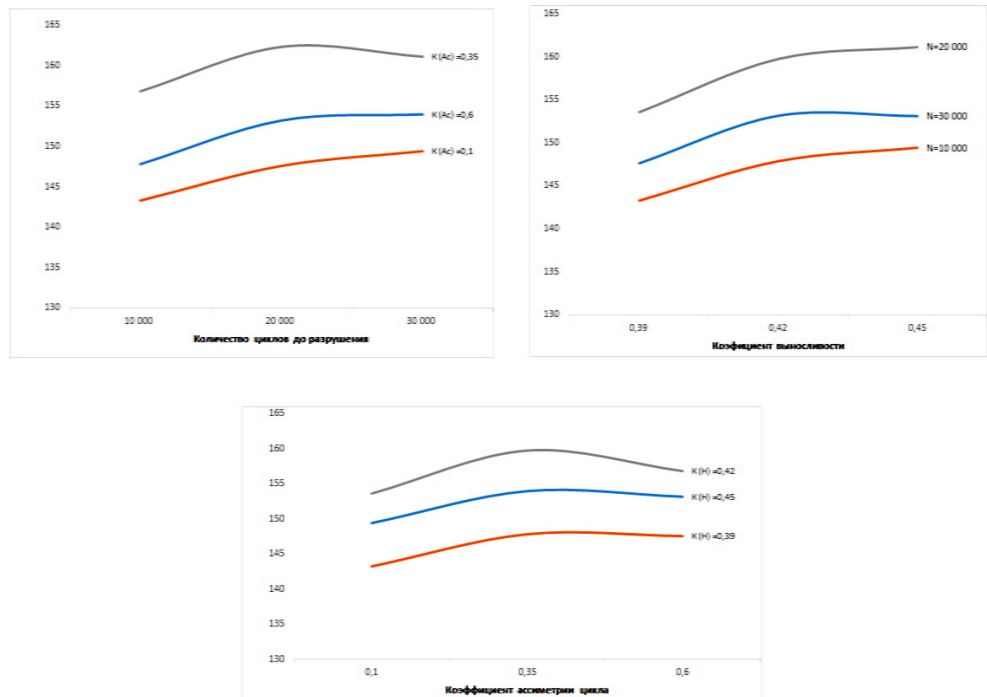 165
160
155
150
145
140
135
130
10 000
20 000
30 000
К (Ас) =0,35
К (Ас) =0,6
К (Ас) =0,1
Количество циклов до разрушения
165
160
155
150
145
140
135
130
0,39
0,42
0,45
N=20 000
N=30 000
N=10 000
Коэфициент выносливости
165
160
155
150
145
140
135
130
0,1
0,35
0,6
К (Н) =0,42
К (Н) =0,45
К (Н) =0,39
Коэффициент ассиметрии цикла